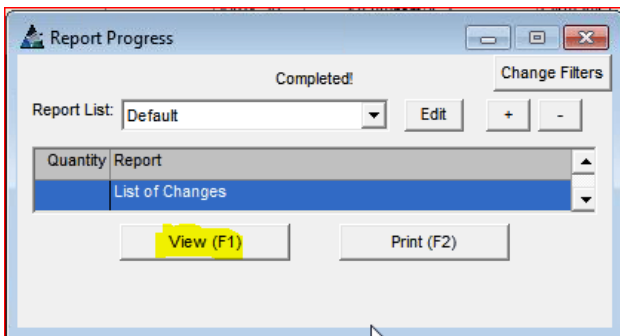 Report Progress
Completed!
Change Filters
Report List:
Default
Edit
+
-
Quantity Report
List of Changes
View (F1)
Print (F2)